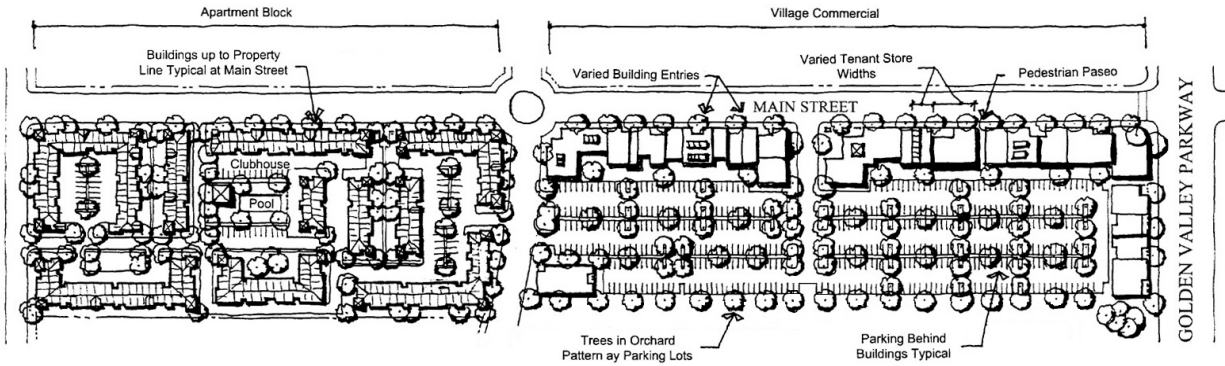 Apartment Block
Village Commercial
Buildings up to Property
Line Typical at Main Street
Varied Building Entries
Varied Tenant Store
Widths
Pedestrian Paseo
MAIN STREET
GOLDEN VALLEY PARKWAY
Clubhouse
Pool
Trees in Orchard
Pattern ay Parking Lots
Parking Behind
Buildings Typical